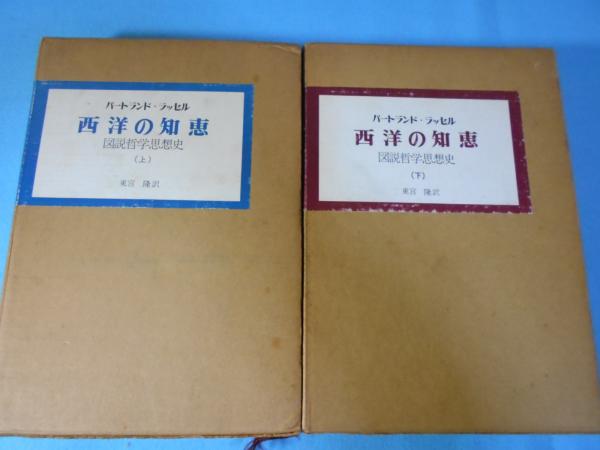 バートランド・ラッセル
西洋の知恵
図説哲学思想史
(上)
東宮 隆訳
バートランド・ラッセル
西洋の知恵
図説哲学思想史
(下)
東宮 隆訳